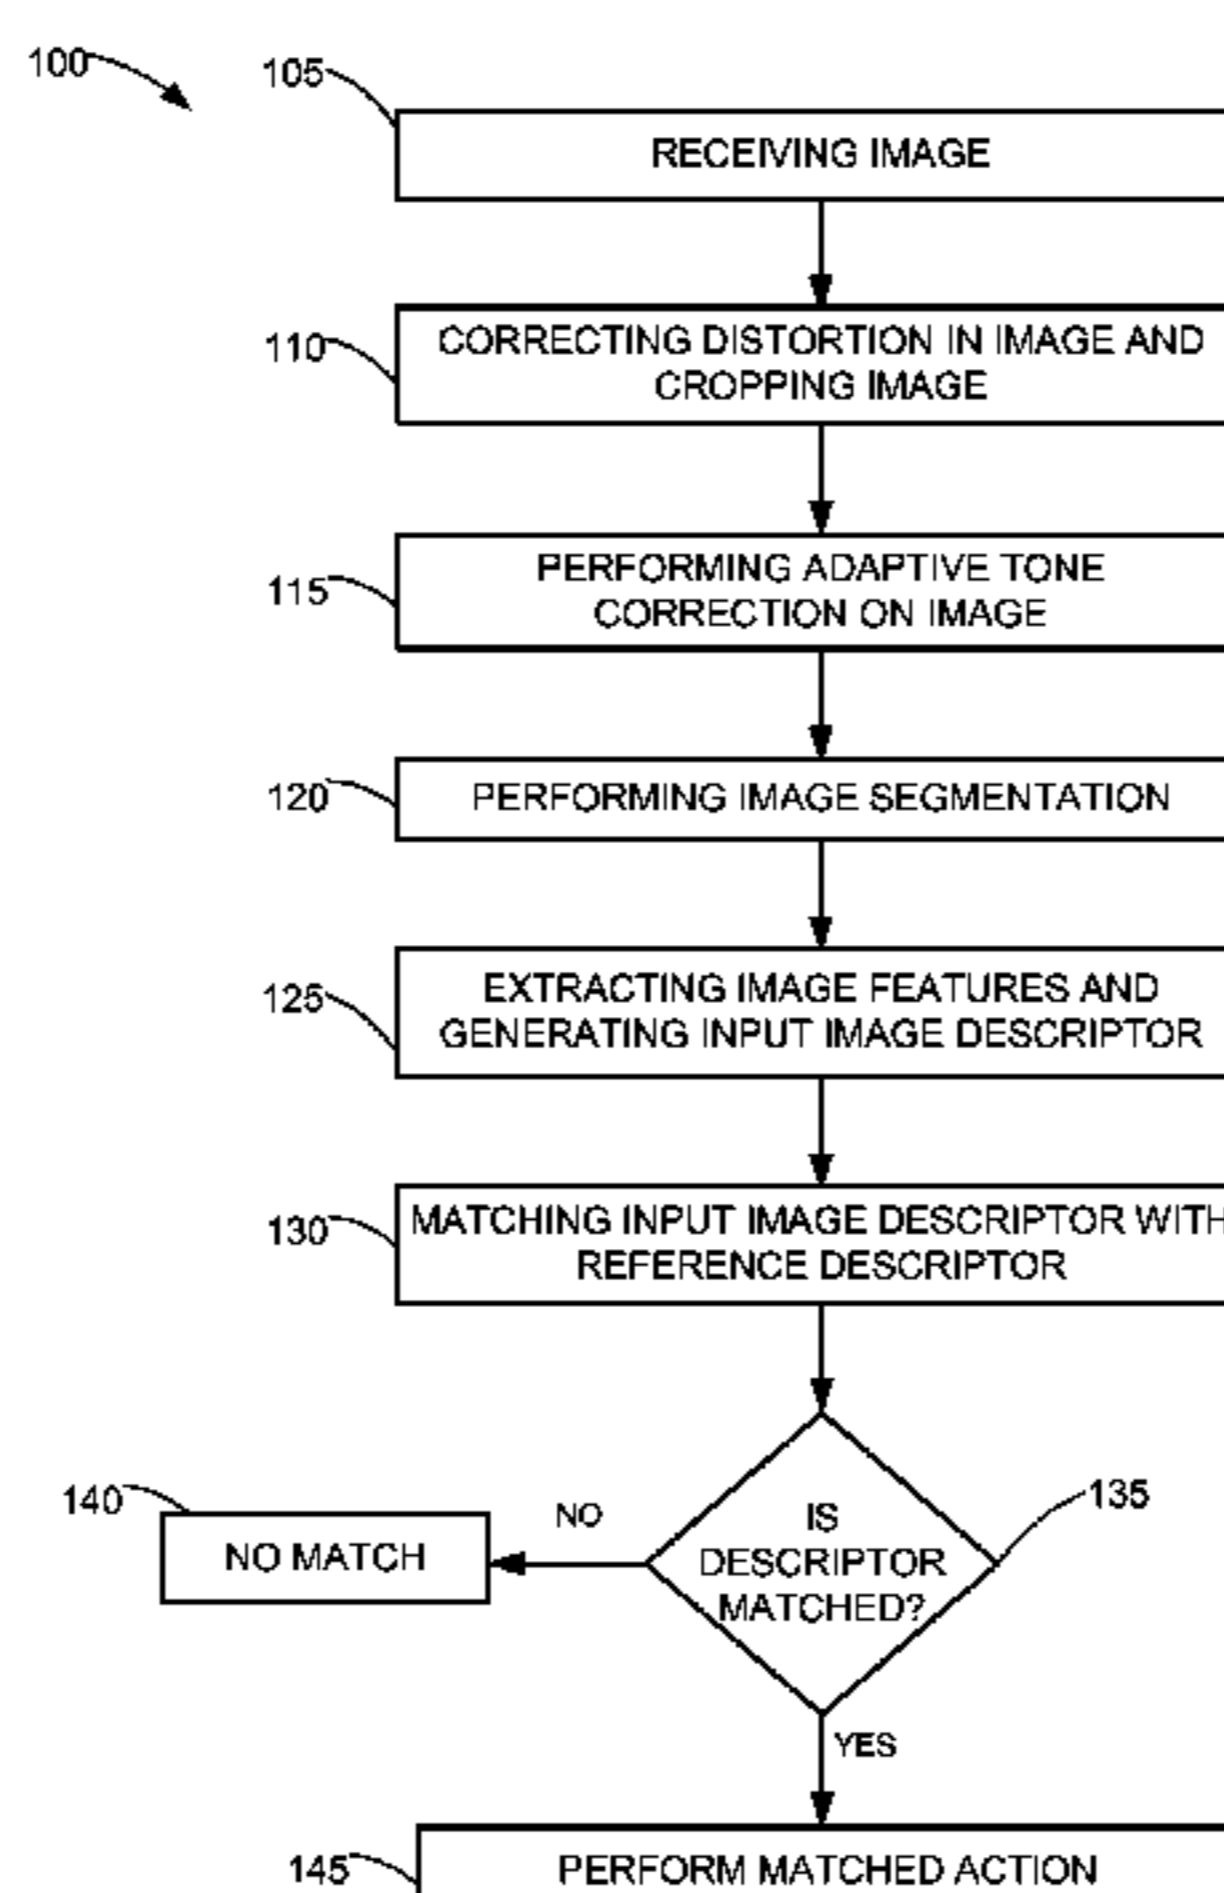 100
105
RECEIVING IMAGE
110
CORRECTING DISTORTION IN IMAGE AND
CROPPING IMAGE
115
PERFORMING ADAPTIVE TONE
CORRECTION ON IMAGE
120
PERFORMING IMAGE SEGMENTATION
125
EXTRACTING IMAGE FEATURES AND
GENERATING INPUT IMAGE DESCRIPTOR
130
MATCHING INPUT IMAGE DESCRIPTOR WITH
REFERENCE DESCRIPTOR
135
IS
DESCRIPTOR
MATCHED?
NO
140
NO MATCH
YES
145
PERFORM MATCHED ACTION